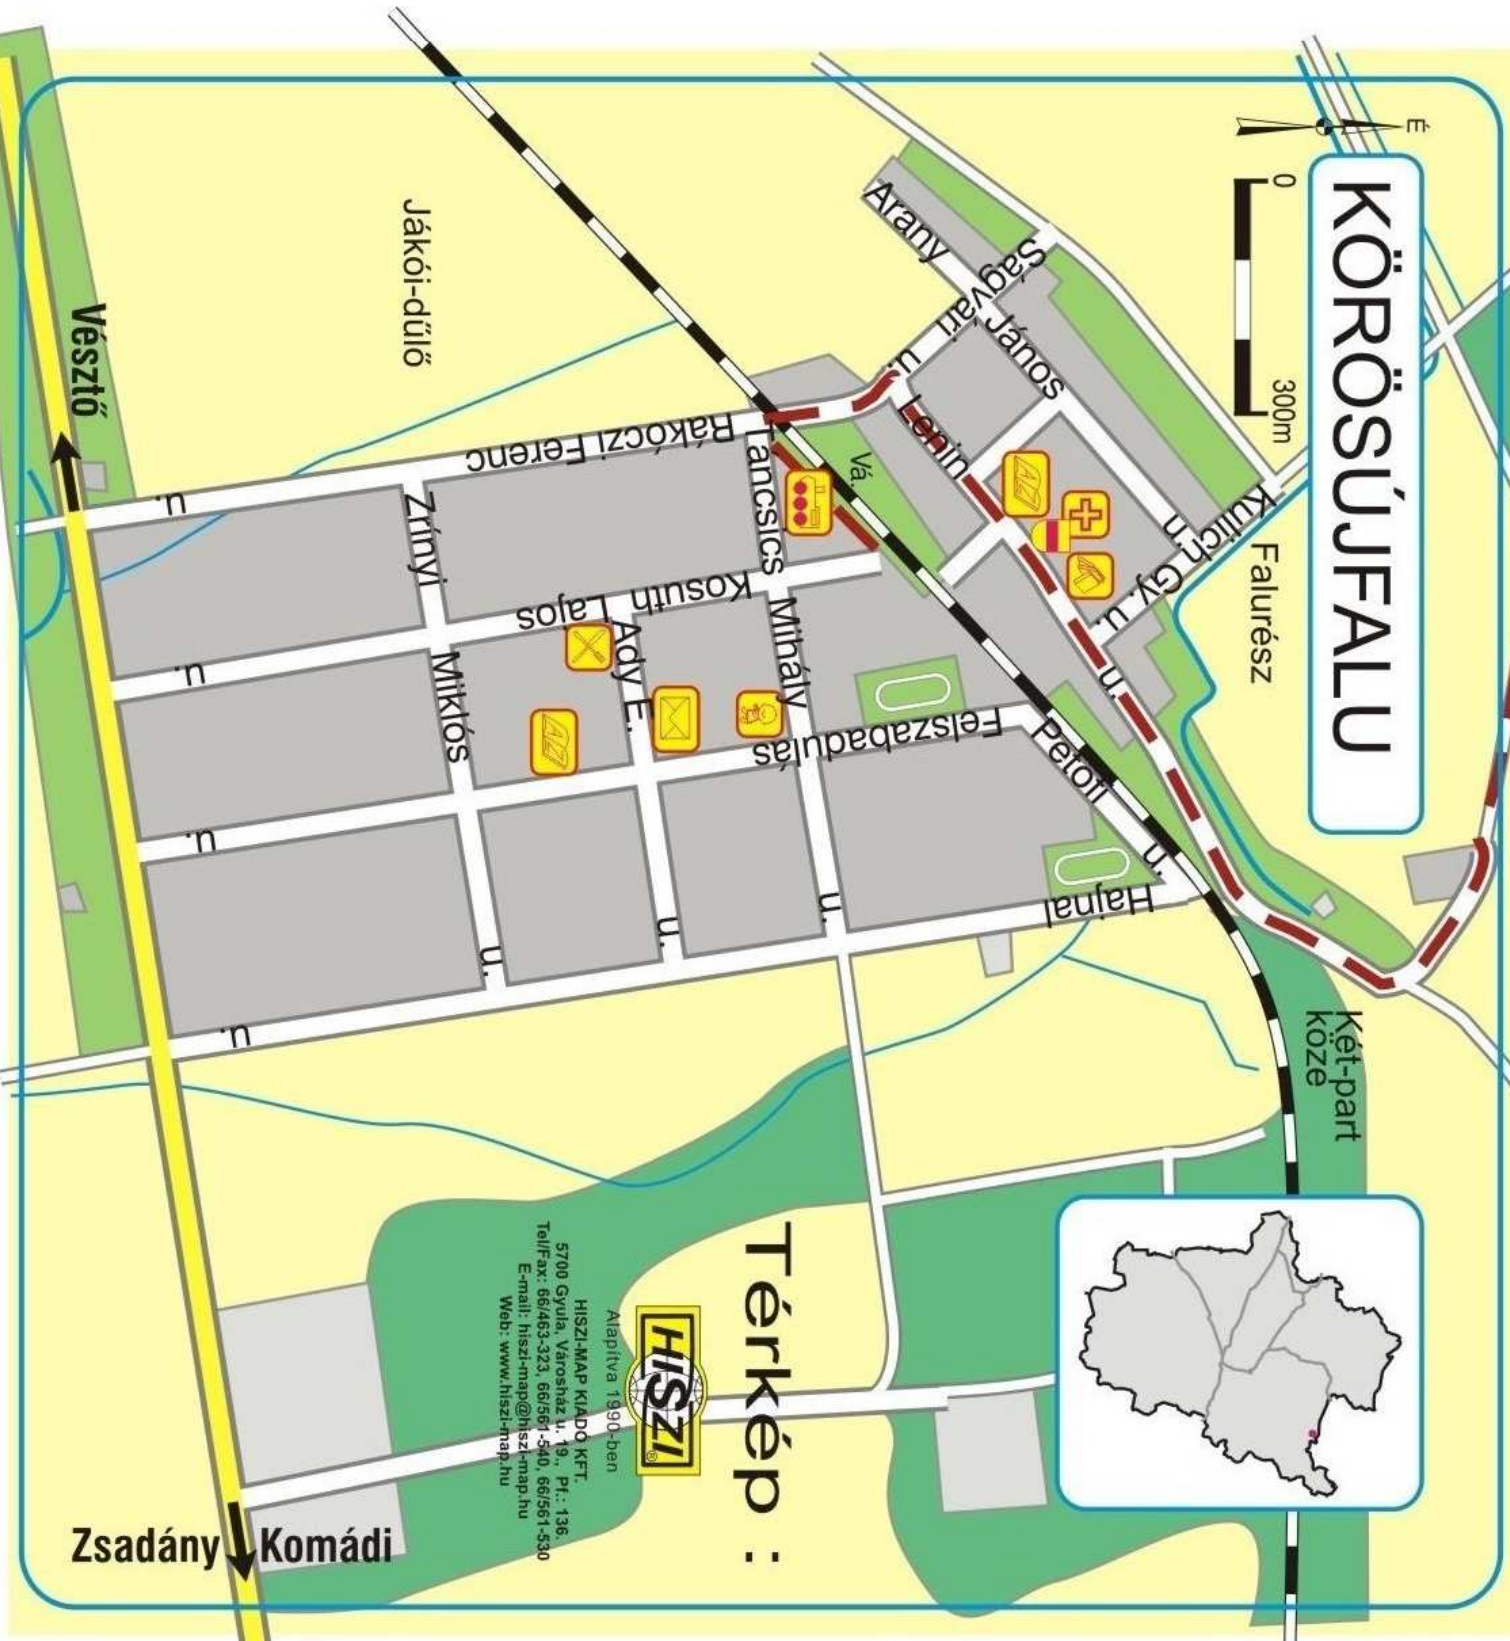 KÖRÖSÚJFALU
É
0
300m
Falurész
Arany
János
u.
Ságvári
u.
Kulich Gy. u.
Lenin
u.
Vá.
Jákói-dűlő
Rákóczi Ferenc
u.
Táncsics
Mihály
u.
Zrínyi
Miklós
u.
Kosuth
Lajos
u.
Ady E.
u.
Felszabadulás
u.
Petőfi
u.
Hajnal
u.
AZ
AZ
Két-part
köze
Vésztő
Zsadány
Komádi
Térkép :
HISZI
®
Alapítva 1990-ben
HISZI-MAP KIADÓ KFT.
5700 Gyula, Városház u. 19., Pf.: 136.
Tel/Fax: 66/463-323, 66/561-540, 66/561-530
E-mail: hiszi-map@hiszi-map.hu
Web: www.hiszi-map.hu